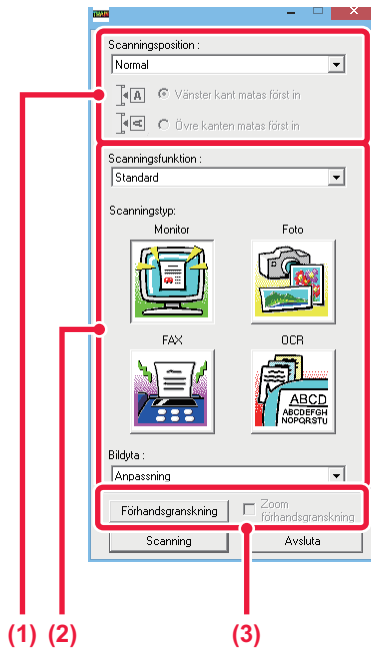 TWAIN
Scanningsposition :
Normal
A Vänster kant matas först in
A Övre kanten matas först in
Scanningsfunktion :
Standard
Scanningstyp:
Monitor Foto
FAX OCR
ABCD
ABCDEFGH
NOPQRSTU
Bildyta :
Anpassning
Förhandsgranskning Zoom
förhandsgranskning
Scanning Avsluta
(1) (2) (3)